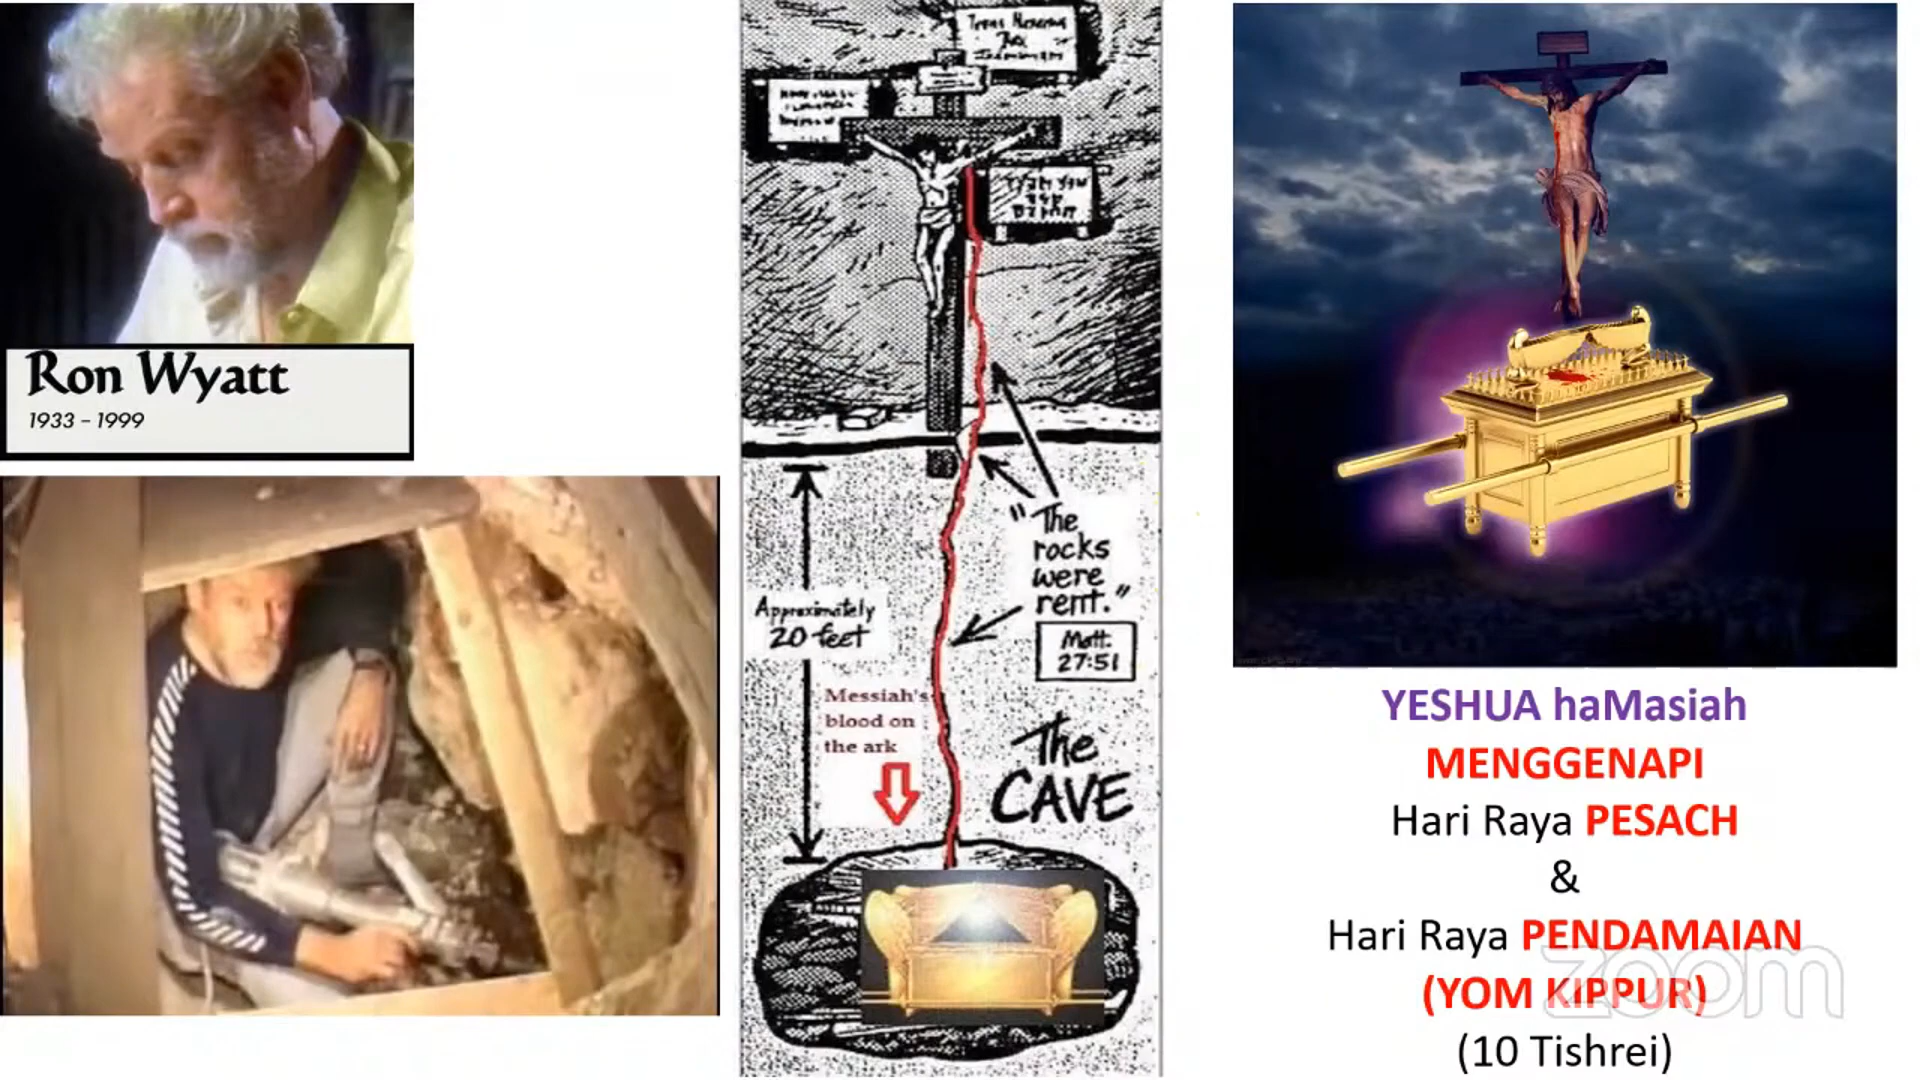 Ron Wyatt
1933 - 1999
"The
rocks
were
rent."
Matt.
27:51
Approximately
20 feet
Messiah's
blood on
the ark
The
CAVE
YESHUA haMasiah
MENGGENAPI
Hari Raya PESACH
&
Hari Raya PENDAMAIAN
(YOM KIPPUR)
(10 Tishrei)
zoom